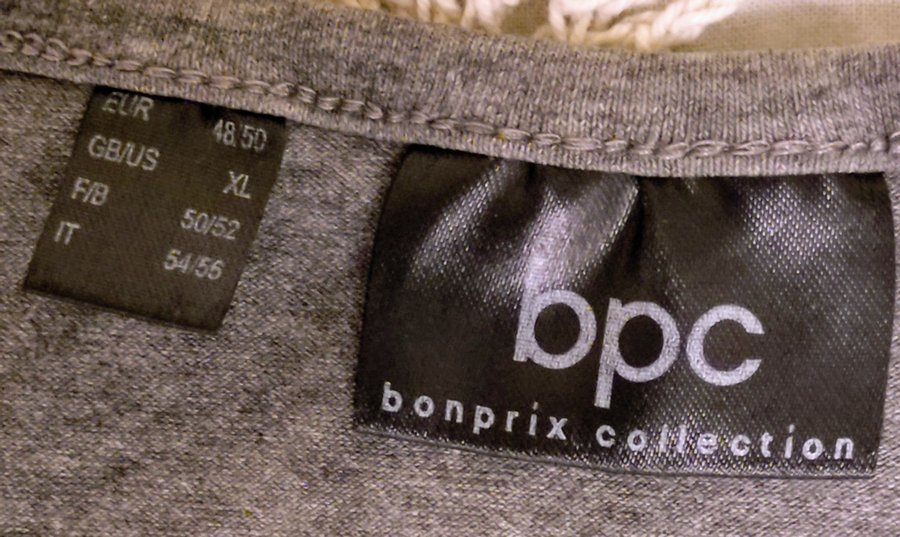 EUR 48/50
GB/US XL
F/B 50/52
IT 54/56
bpc
bonprix collection